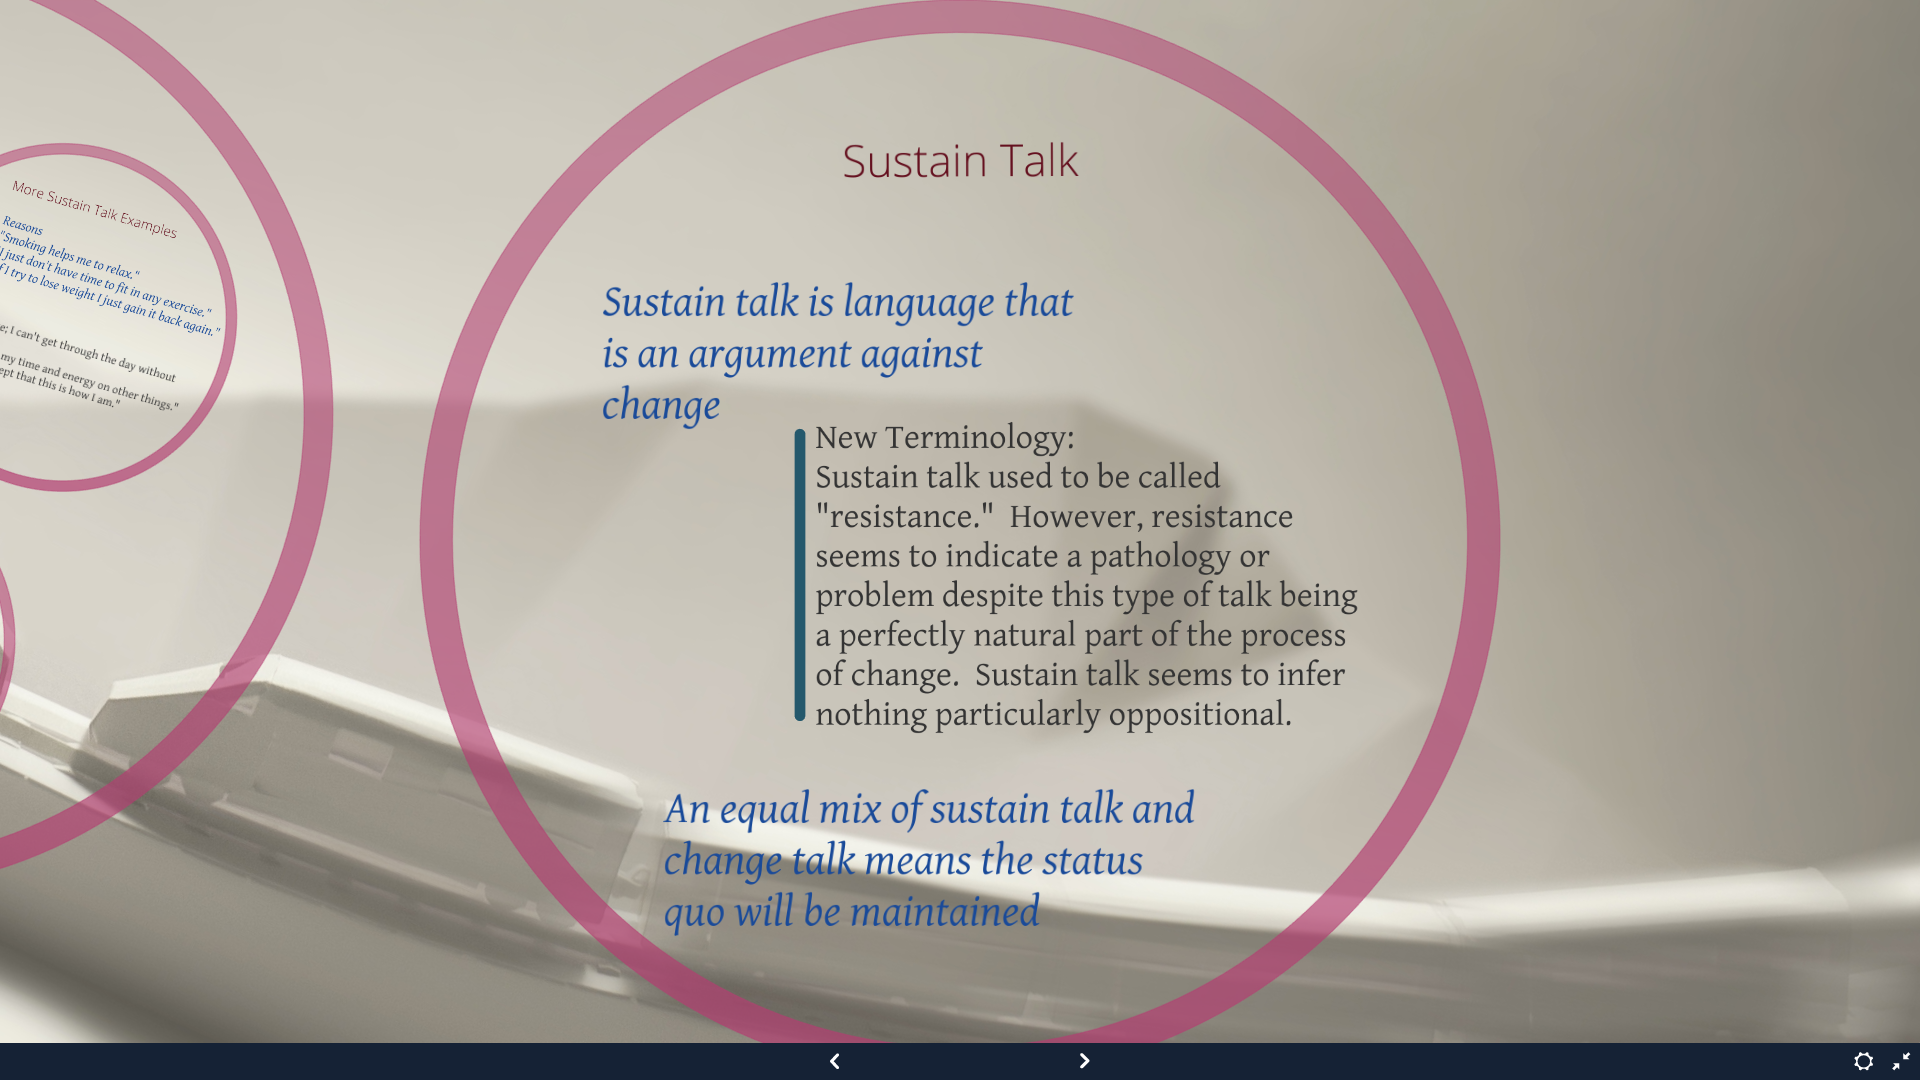 More Sustain Talk Examples
Reasons
"Smoking helps me to relax."
I just don't have time to fit in any exercise."
If I try to lose weight I just gain it back again."
I can't get through the day without
my time and energy on other things."
that this is how I am."
Sustain Talk
Sustain talk is language that
is an argument against
change
New Terminology:
Sustain talk used to be called
"resistance."  However, resistance
seems to indicate a pathology or
problem despite this type of talk being
a perfectly natural part of the process
of change.  Sustain talk seems to infer
nothing particularly oppositional.
An equal mix of sustain talk and
change talk means the status
quo will be maintained